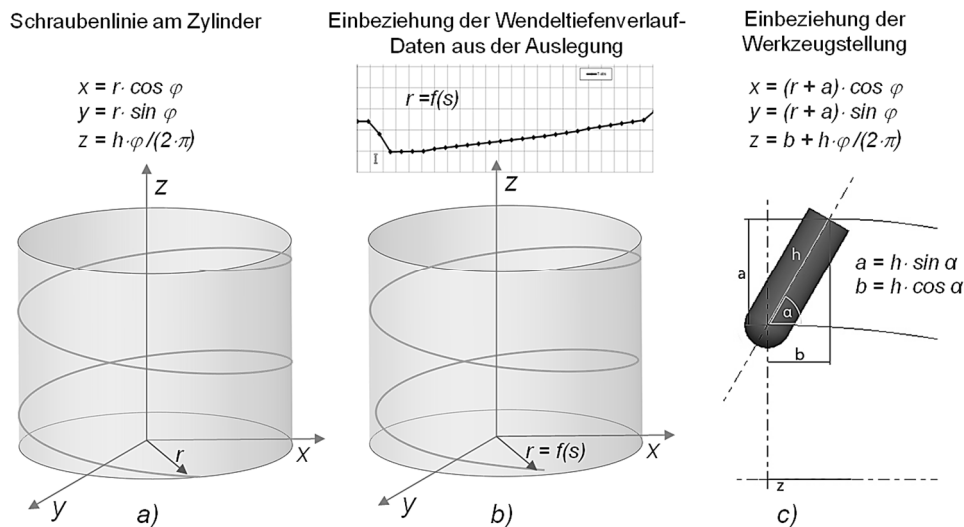 Schraubenlinie am Zylinder
x = r· cos φ
y = r· sin φ
z = h·φ/(2·π)
z
x
y
r
a)
Einbeziehung der Wendeltiefenverlauf-
Daten aus der Auslegung
r =f(s)
I
z
x
y
r = f(s)
b)
Einbeziehung der
Werkzeugstellung
x = (r + a)· cos φ
y = (r + a)· sin φ
z = b + h·φ/(2·π)
a
h
α
b
a = h· sin α
b = h· cos α
z
c)